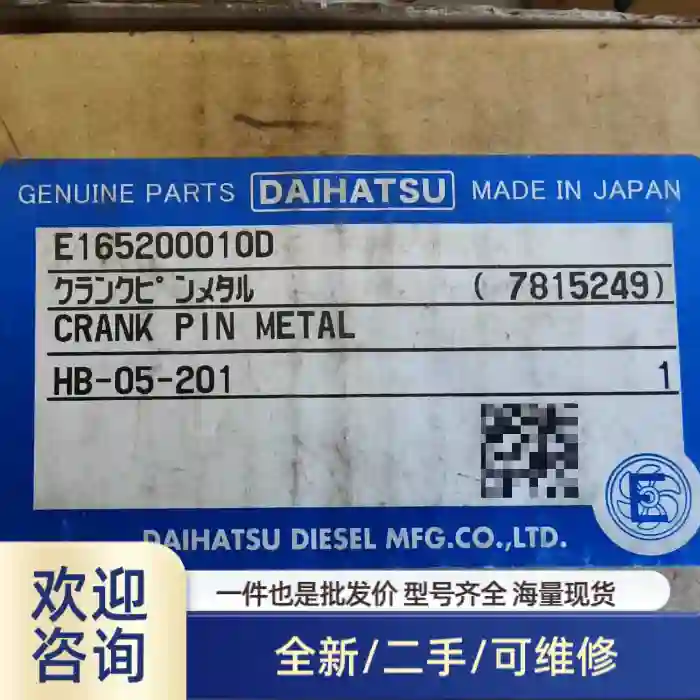 GENUINE PARTS DAIHATSU MADE IN JAPAN
E165200010D
クランクピンメタル (7815249)
CRANK PIN METAL
HB-05-201 1
E
DAIHATSU DIESEL MFG.CO.,LTD.
欢迎
咨询
一件也是批发价 型号齐全 海量现货
全新/二手/可维修